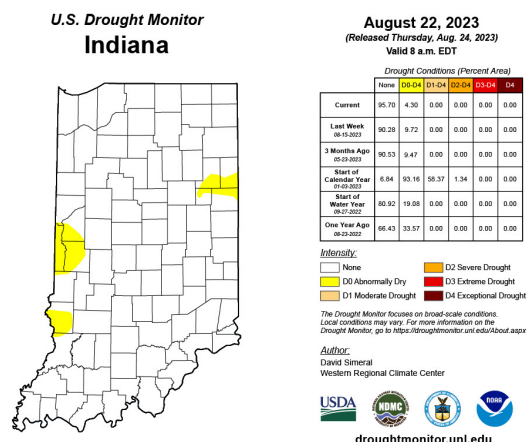 U.S. Drought Monitor
Indiana
August 22, 2023
(Released Thursday, Aug. 24, 2023)
Valid 8 a.m. EDT
Drought Conditions (Percent Area)
None D0-D4 D1-D4 D2-D4 D3-D4 D4
Current 95.70 4.30 0.00 0.00 0.00 0.00
Last Week 08-15-2023 90.28 9.72 0.00 0.00 0.00 0.00
3 Months Ago 05-23-2023 90.53 9.47 0.00 0.00 0.00 0.00
Start of Calendar Year 01-03-2023 6.84 93.16 58.37 1.34 0.00 0.00
Start of Water Year 09-27-2022 80.92 19.08 0.00 0.00 0.00 0.00
One Year Ago 08-23-2022 66.43 33.57 0.00 0.00 0.00 0.00
Intensity:
None
D0 Abnormally Dry
D1 Moderate Drought
D2 Severe Drought
D3 Extreme Drought
D4 Exceptional Drought
The Drought Monitor focuses on broad-scale conditions.
Local conditions may vary. For more information on the
Drought Monitor, go to https://droughtmonitor.unl.edu/About.aspx
Author:
David Simeral
Western Regional Climate Center
USDA
NDMC
NOAA
droughtmonitor.unl.edu